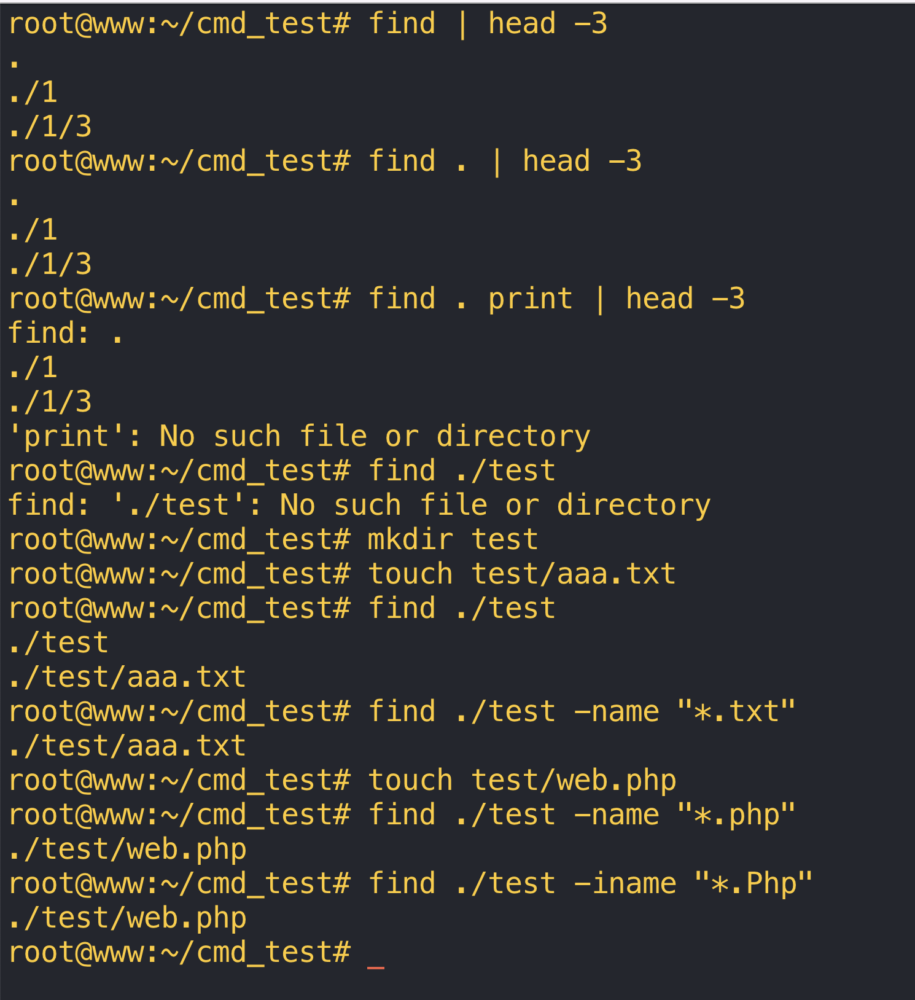 root@www:~/cmd_test# find | head -3
.
./1
./1/3
root@www:~/cmd_test# find . | head -3
.
./1
./1/3
root@www:~/cmd_test# find . print | head -3
find: .
./1
./1/3
'print': No such file or directory
root@www:~/cmd_test# find ./test
find: './test': No such file or directory
root@www:~/cmd_test# mkdir test
root@www:~/cmd_test# touch test/aaa.txt
root@www:~/cmd_test# find ./test
./test
./test/aaa.txt
root@www:~/cmd_test# find ./test -name "*.txt"
./test/aaa.txt
root@www:~/cmd_test# touch test/web.php
root@www:~/cmd_test# find ./test -name "*.php"
./test/web.php
root@www:~/cmd_test# find ./test -iname "*.Php"
./test/web.php
root@www:~/cmd_test# _